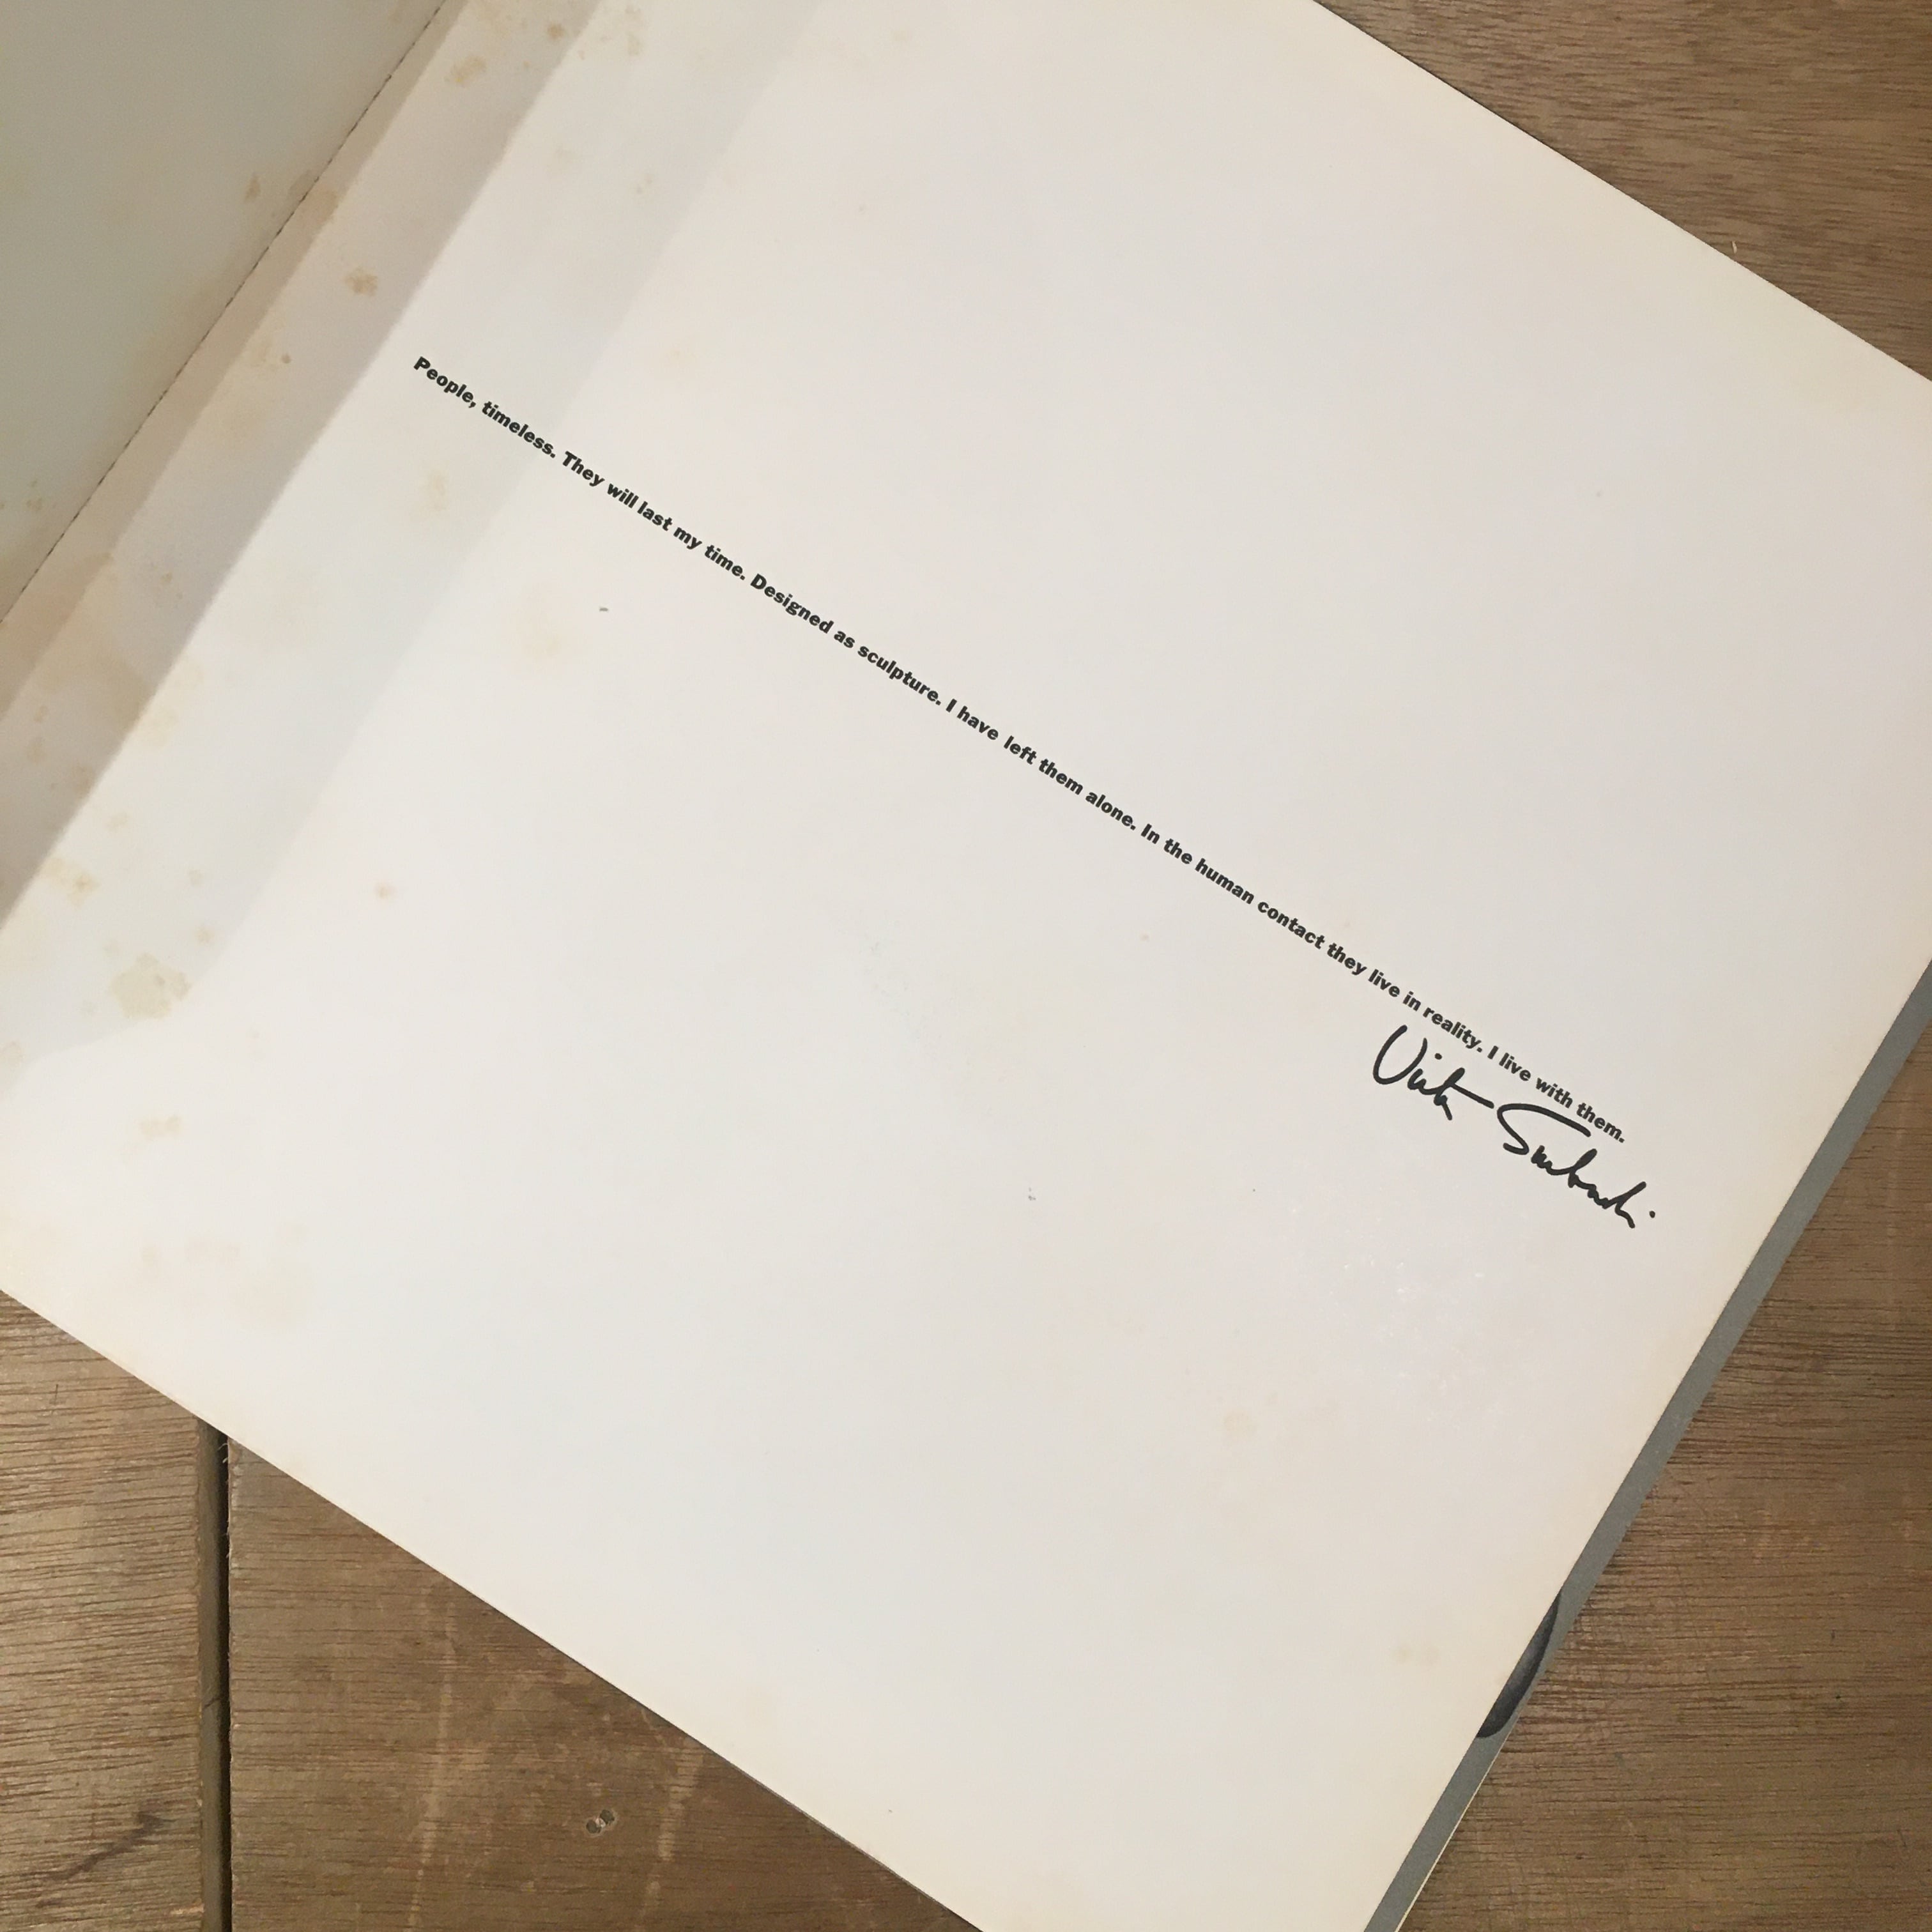 People, timeless. They will last my time. Designed as sculpture. I have left them alone. In the human contact they live in reality. I live with them.